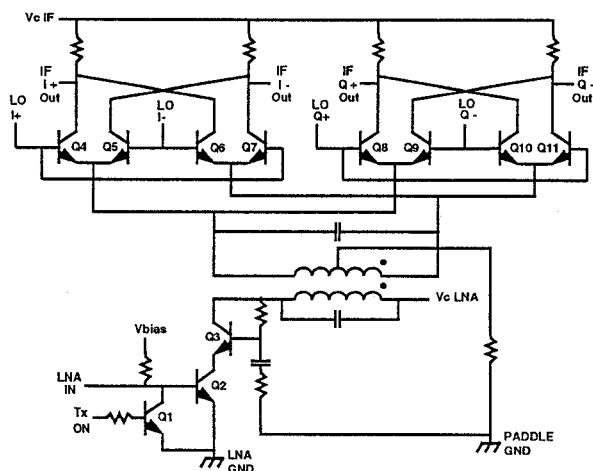 Vc IF
IF
I+
Out
IF
I-
Out
IF
Q+
Out
IF
Q-
Out
LO
I+
LO
I-
LO
Q+
LO
Q-
Q4
Q5
Q6
Q7
Q8
Q9
Q10
Q11
Vc LNA
Vbias
Q3
LNA
IN
Q2
Tx
ON
Q1
LNA
GND
PADDLE
GND